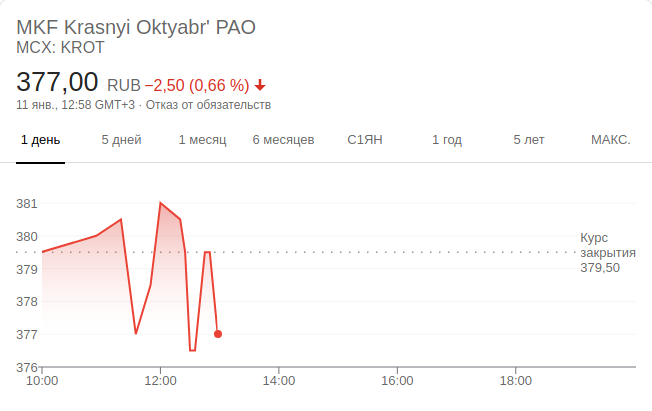 MKF Krasnyi Oktyabr' PAO
MCX: KROT
377,00 RUB −2,50 (0,66 %)
11 янв., 12:58 GMT+3 · Отказ от обязательств
1 день 5 дней 1 месяц 6 месяцев С1ЯН 1 год 5 лет МАКС.
381
380
379
378
377
376
Курс
закрытия
379,50
10:00 12:00 14:00 16:00 18:00